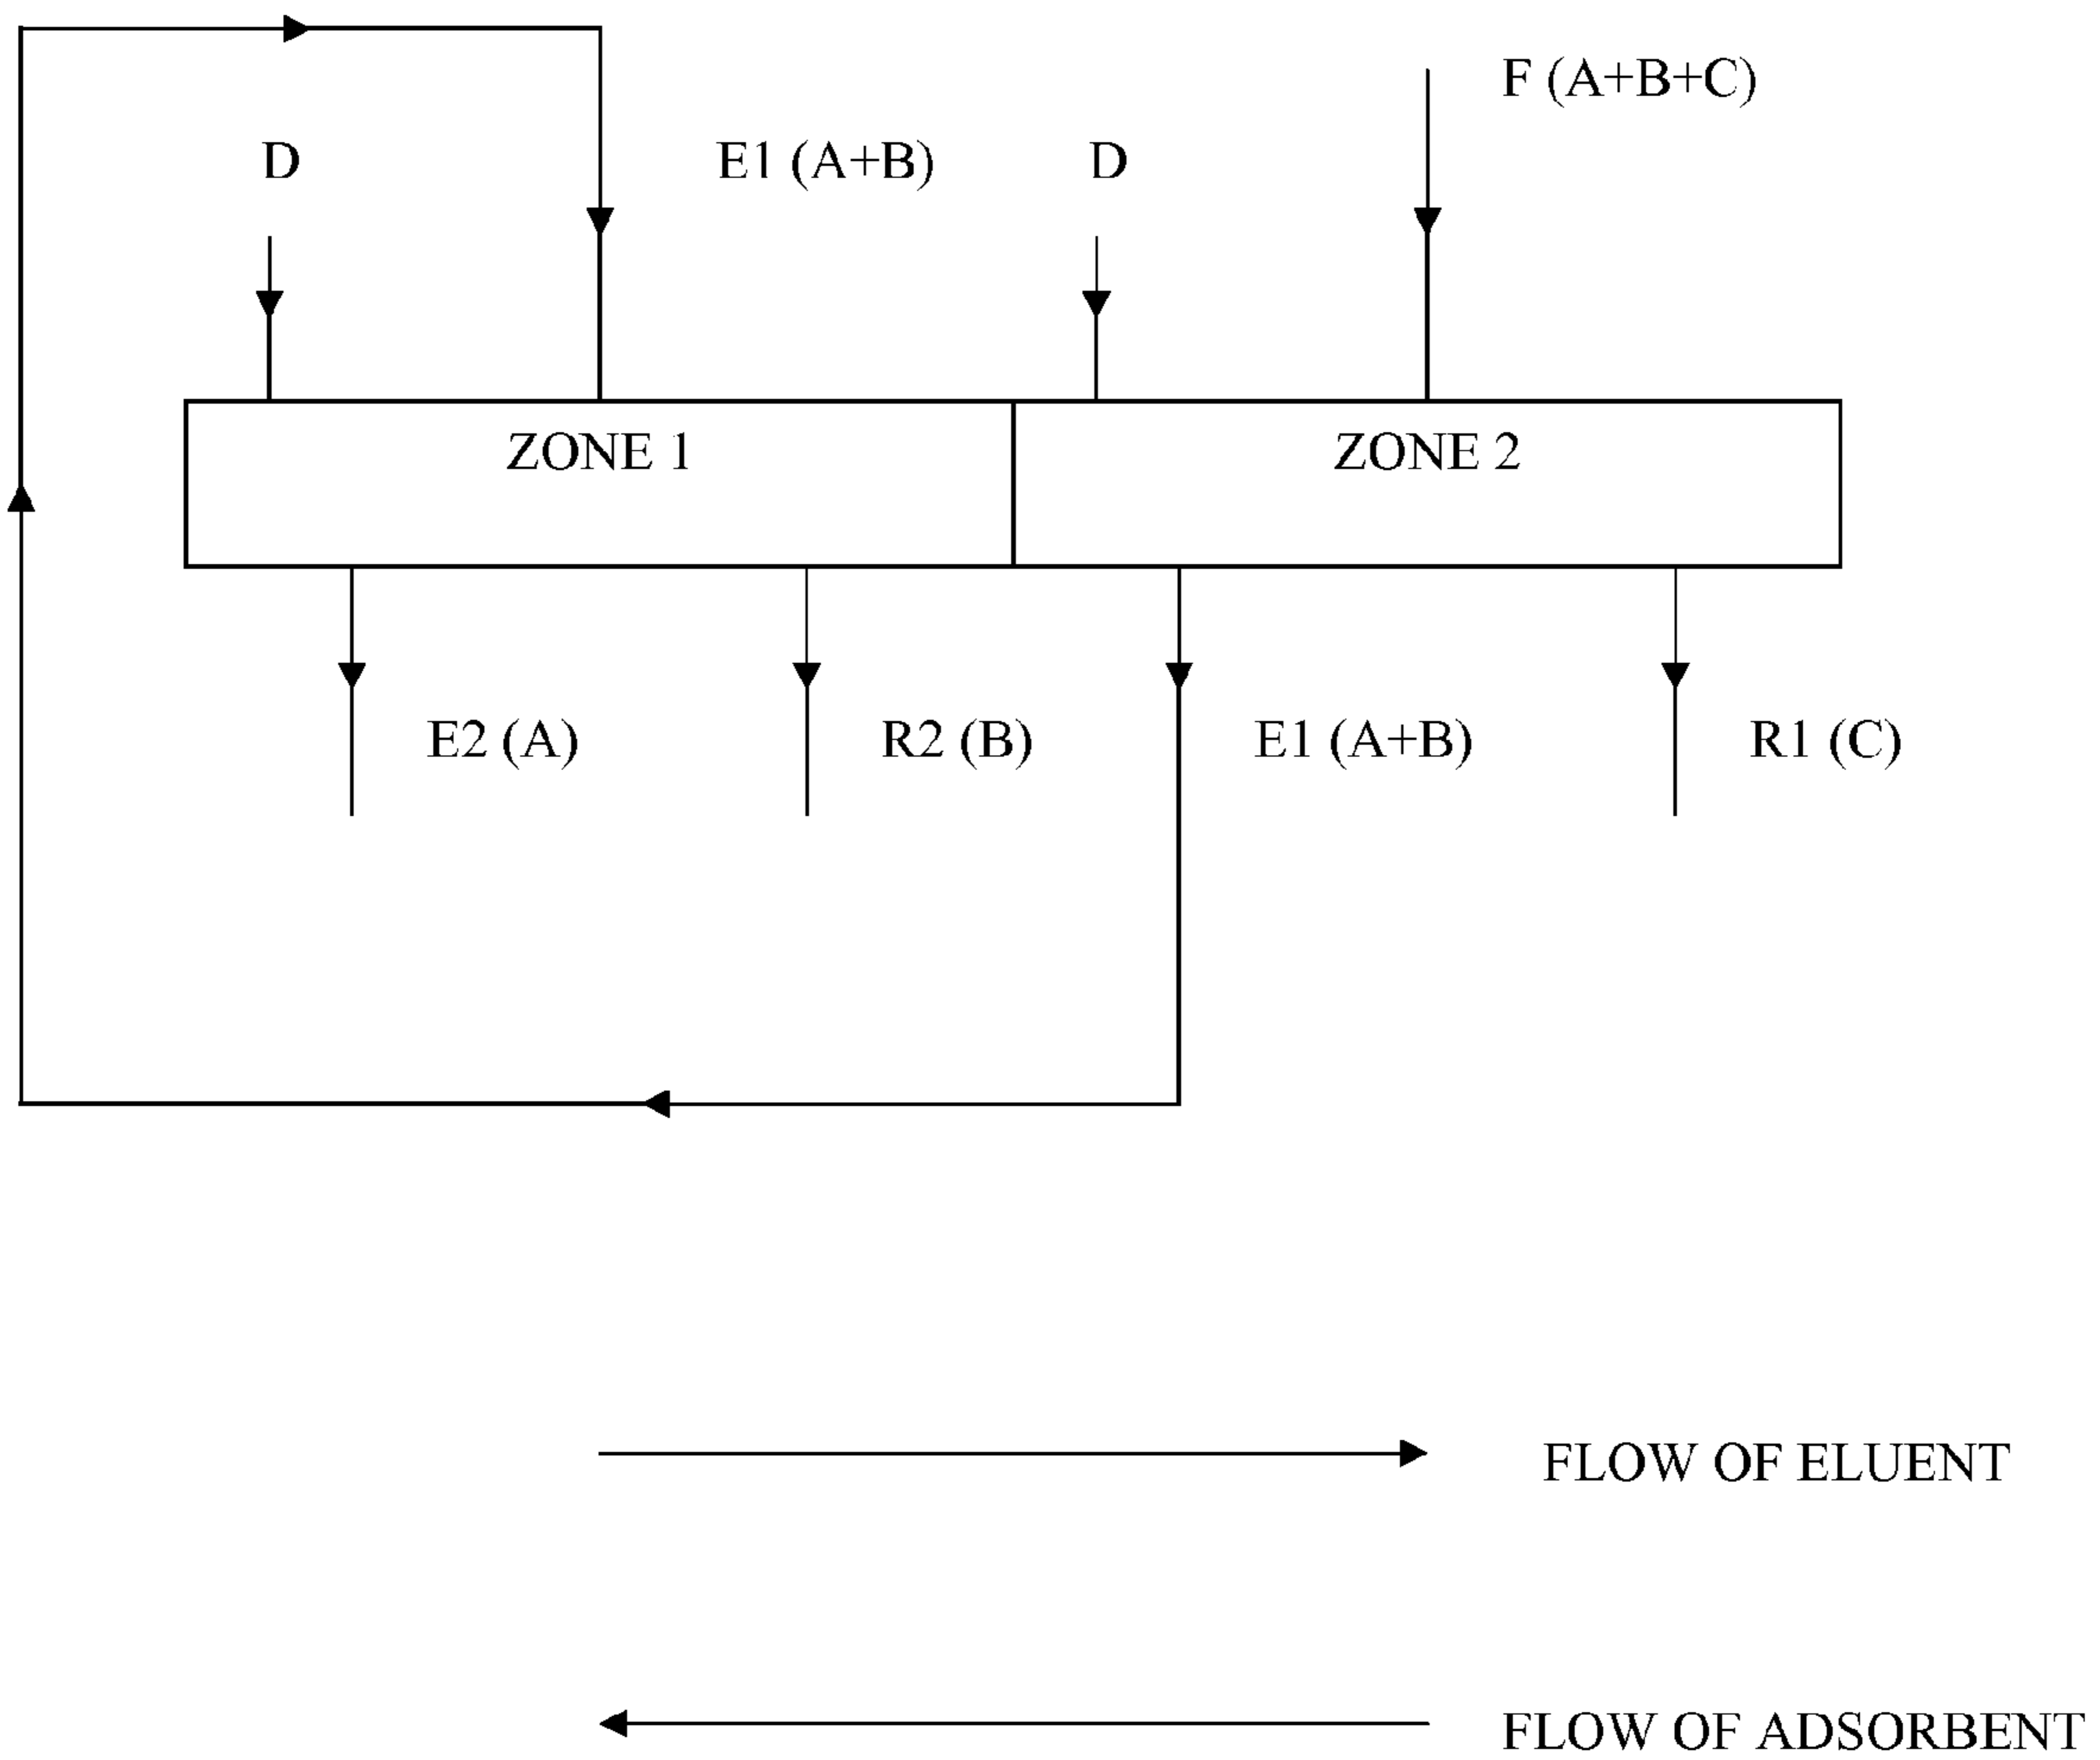 F (A+B+C)
D
E1 (A+B)
D
ZONE 1
ZONE 2
E2 (A)
R2 (B)
E1 (A+B)
R1 (C)
FLOW OF ELUENT
FLOW OF ADSORBENT